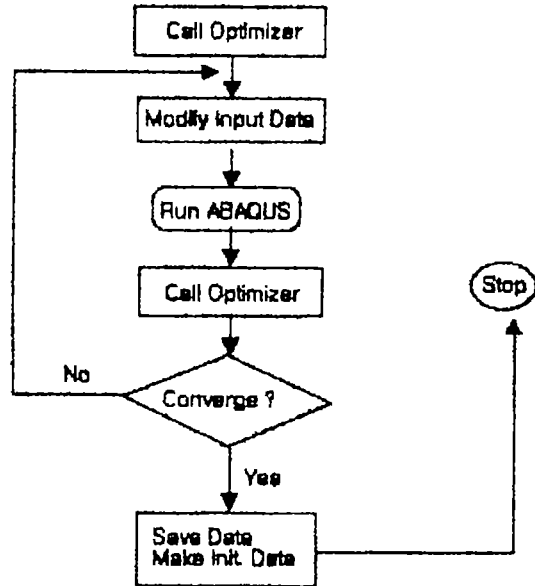 Call Optimizer
Modify Input Data
Run ABAQUS
Call Optimizer
Stop
No
Converge ?
Yes
Save Data
Make Init. Data